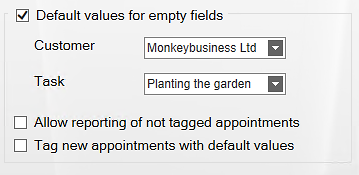 Default values for empty fields
Customer Monkeybusiness Ltd
Task Planting the garden
Allow reporting of not tagged appointments
Tag new appointments with default values